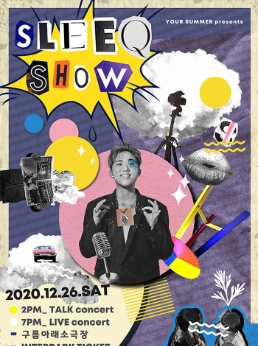 YOUR SUMMER presents
SLEEQ
SHOW
2020.12.26.SAT
2PM_ TALK concert
7PM_ LIVE concert
구름아래소극장
INTERPARK TICKET